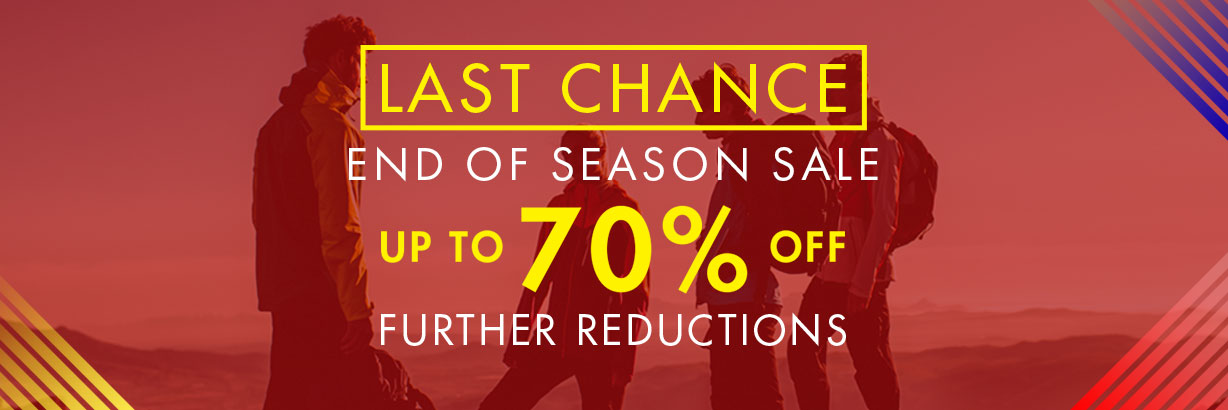 LAST CHANCE
END OF SEASON SALE
UP TO 70% OFF
FURTHER REDUCTIONS